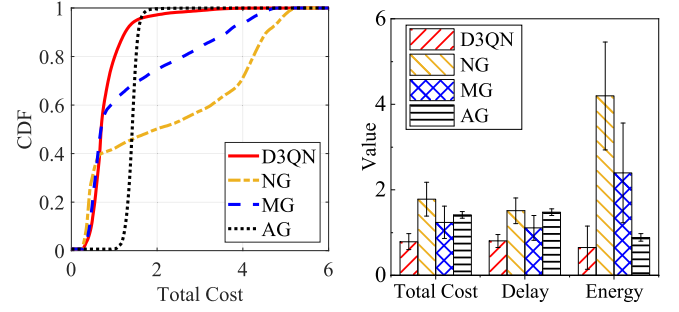 1
0.8
0.6
0.4
0.2
0
CDF
0
2
4
6
Total Cost
D3QN
NG
MG
AG
6
4
2
0
Value
D3QN
NG
MG
AG
Total Cost
Delay
Energy